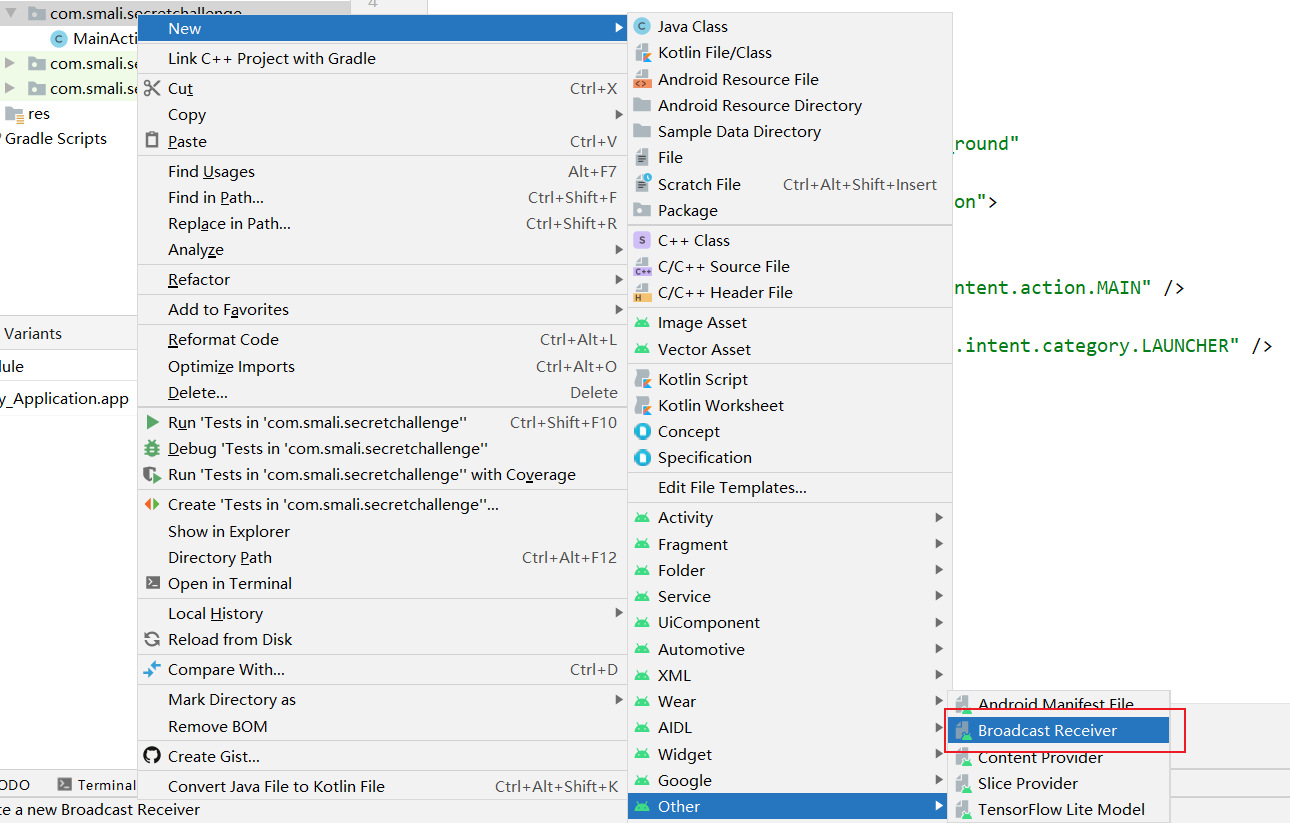 com.smali.secretchallenge
4
MainActi
com.smali.se
com.smali.se
res
Gradle Scripts
Variants
ule
y_Application.app
ODO
Terminal
te a new Broadcast Receiver
New
Link C++ Project with Gradle
Cut Ctrl+X
Copy
Paste Ctrl+V
Find Usages Alt+F7
Find in Path... Ctrl+Shift+F
Replace in Path... Ctrl+Shift+R
Analyze
Refactor
Add to Favorites
Reformat Code Ctrl+Alt+L
Optimize Imports Ctrl+Alt+O
Delete... Delete
Run 'Tests in 'com.smali.secretchallenge'' Ctrl+Shift+F10
Debug 'Tests in 'com.smali.secretchallenge''
Run 'Tests in 'com.smali.secretchallenge'' with Coverage
Create 'Tests in 'com.smali.secretchallenge''...
Show in Explorer
Directory Path Ctrl+Alt+F12
Open in Terminal
Local History
Reload from Disk
Compare With... Ctrl+D
Mark Directory as
Remove BOM
Create Gist...
Convert Java File to Kotlin File Ctrl+Alt+Shift+K
Java Class
Kotlin File/Class
Android Resource File
Android Resource Directory
Sample Data Directory
File
Scratch File Ctrl+Alt+Shift+Insert
Package
C++ Class
C/C++ Source File
C/C++ Header File
Image Asset
Vector Asset
Kotlin Script
Kotlin Worksheet
Concept
Specification
Edit File Templates...
Activity
Fragment
Folder
Service
UiComponent
Automotive
XML
Wear
AIDL
Widget
Google
Other
Android Manifest File
Broadcast Receiver
Content Provider
Slice Provider
TensorFlow Lite Model
round"
on">
ntent.action.MAIN" />
.intent.category.LAUNCHER" />